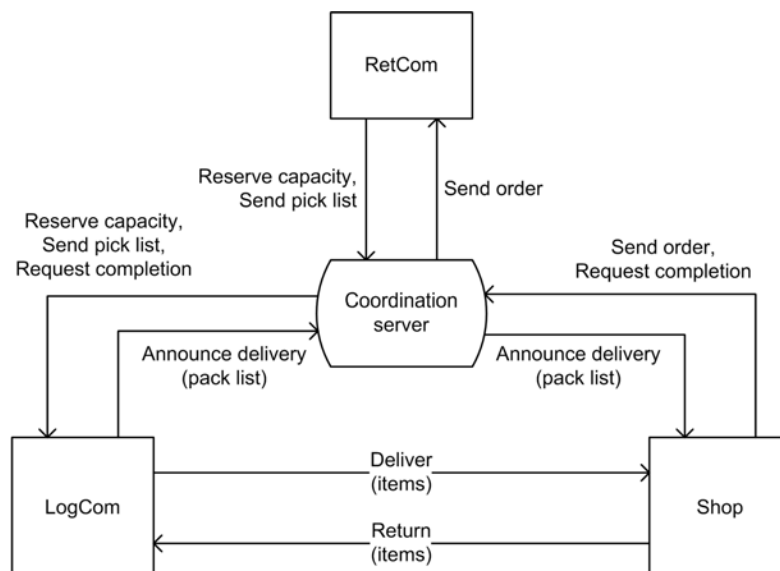 RetCom
Reserve capacity,
Send pick list
Send order
Reserve capacity,
Send pick list,
Request completion
Send order,
Request completion
Coordination
server
Announce delivery
(pack list)
Announce delivery
(pack list)
LogCom
Deliver
(items)
Return
(items)
Shop